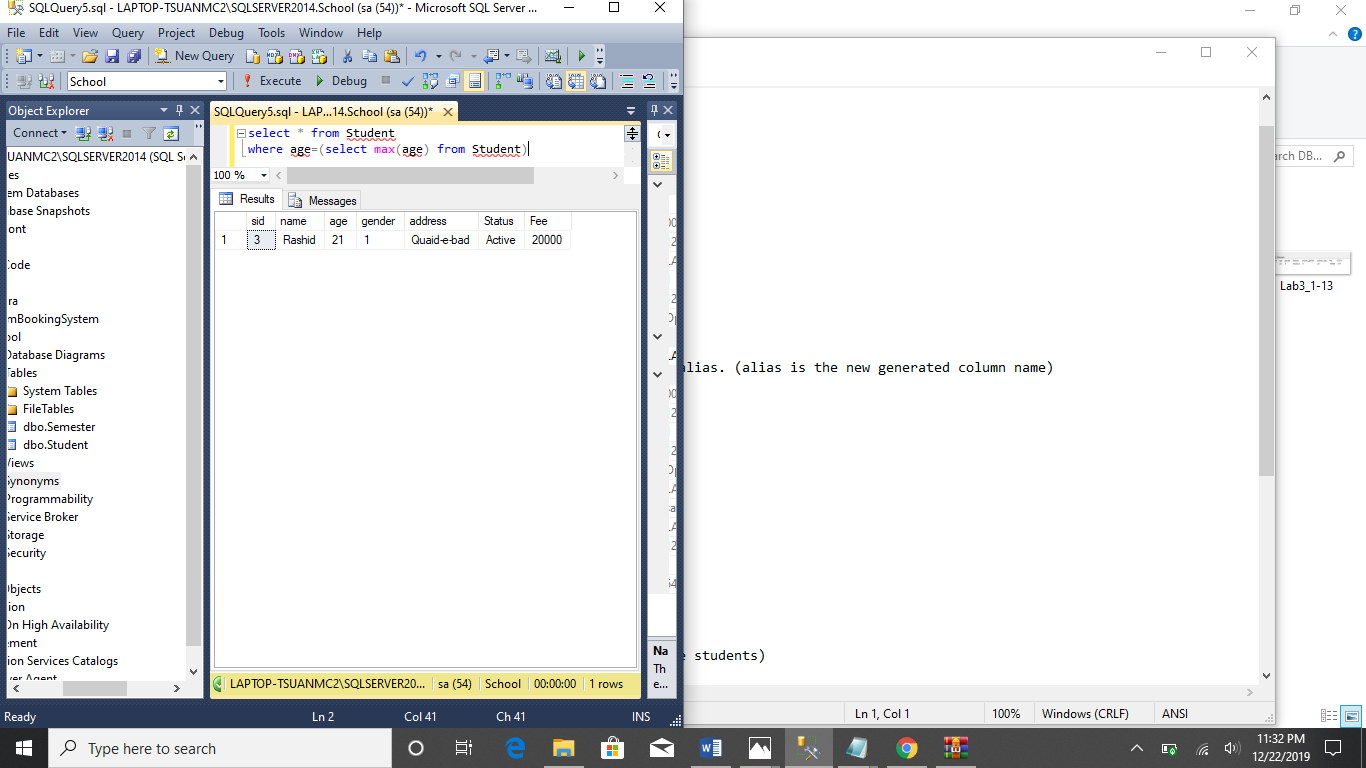 SQLQuery5.sql - LAPTOP-TSUANMC2\SQLSERVER2014.School (sa (54))* - Microsoft SQL Server ...
File Edit View Query Project Debug Tools Window Help
New Query
School Execute Debug
Object Explorer
Connect
UANMC2\SQLSERVER2014 (SQL S
es
em Databases
base Snapshots
ont
Code
ra
mBookingSystem
ool
Database Diagrams
Tables
System Tables
FileTables
dbo.Semester
dbo.Student
Views
Synonyms
Programmability
Service Broker
Storage
Security
Objects
ion
On High Availability
ement
ion Services Catalogs
ver Agent
SQLQuery5.sql - LAP...14.School (sa (54))*
select * from Student
where age=(select max(age) from Student)
100 %
Results Messages
sid name age gender address Status Fee
1 3 Rashid 21 1 Quaid-e-bad Active 20000
LAPTOP-TSUANMC2\SQLSERVER20... sa (54) School 00:00:00 1 rows
Na
Th
e...
Ready Ln 2 Col 41 Ch 41 INS
alias. (alias is the new generated column name)
students)
Ln 1, Col 1 100% Windows (CRLF) ANSI
arch DB...
Lab3_1-13
Type here to search
11:32 PM
12/22/2019